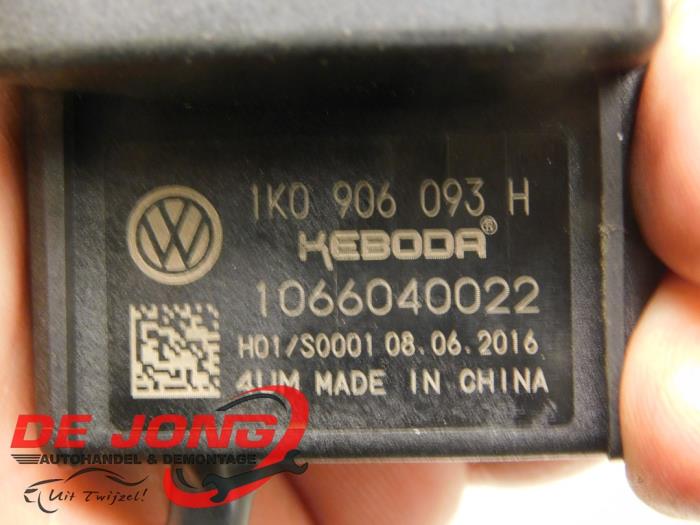 1K0 906 093 H
KEBODA®
1066040022
H01/S0001 08.06.2016
4UM MADE IN CHINA
DE JONG
AUTOHANDEL & DEMONTAGE
Uit Twijzel!